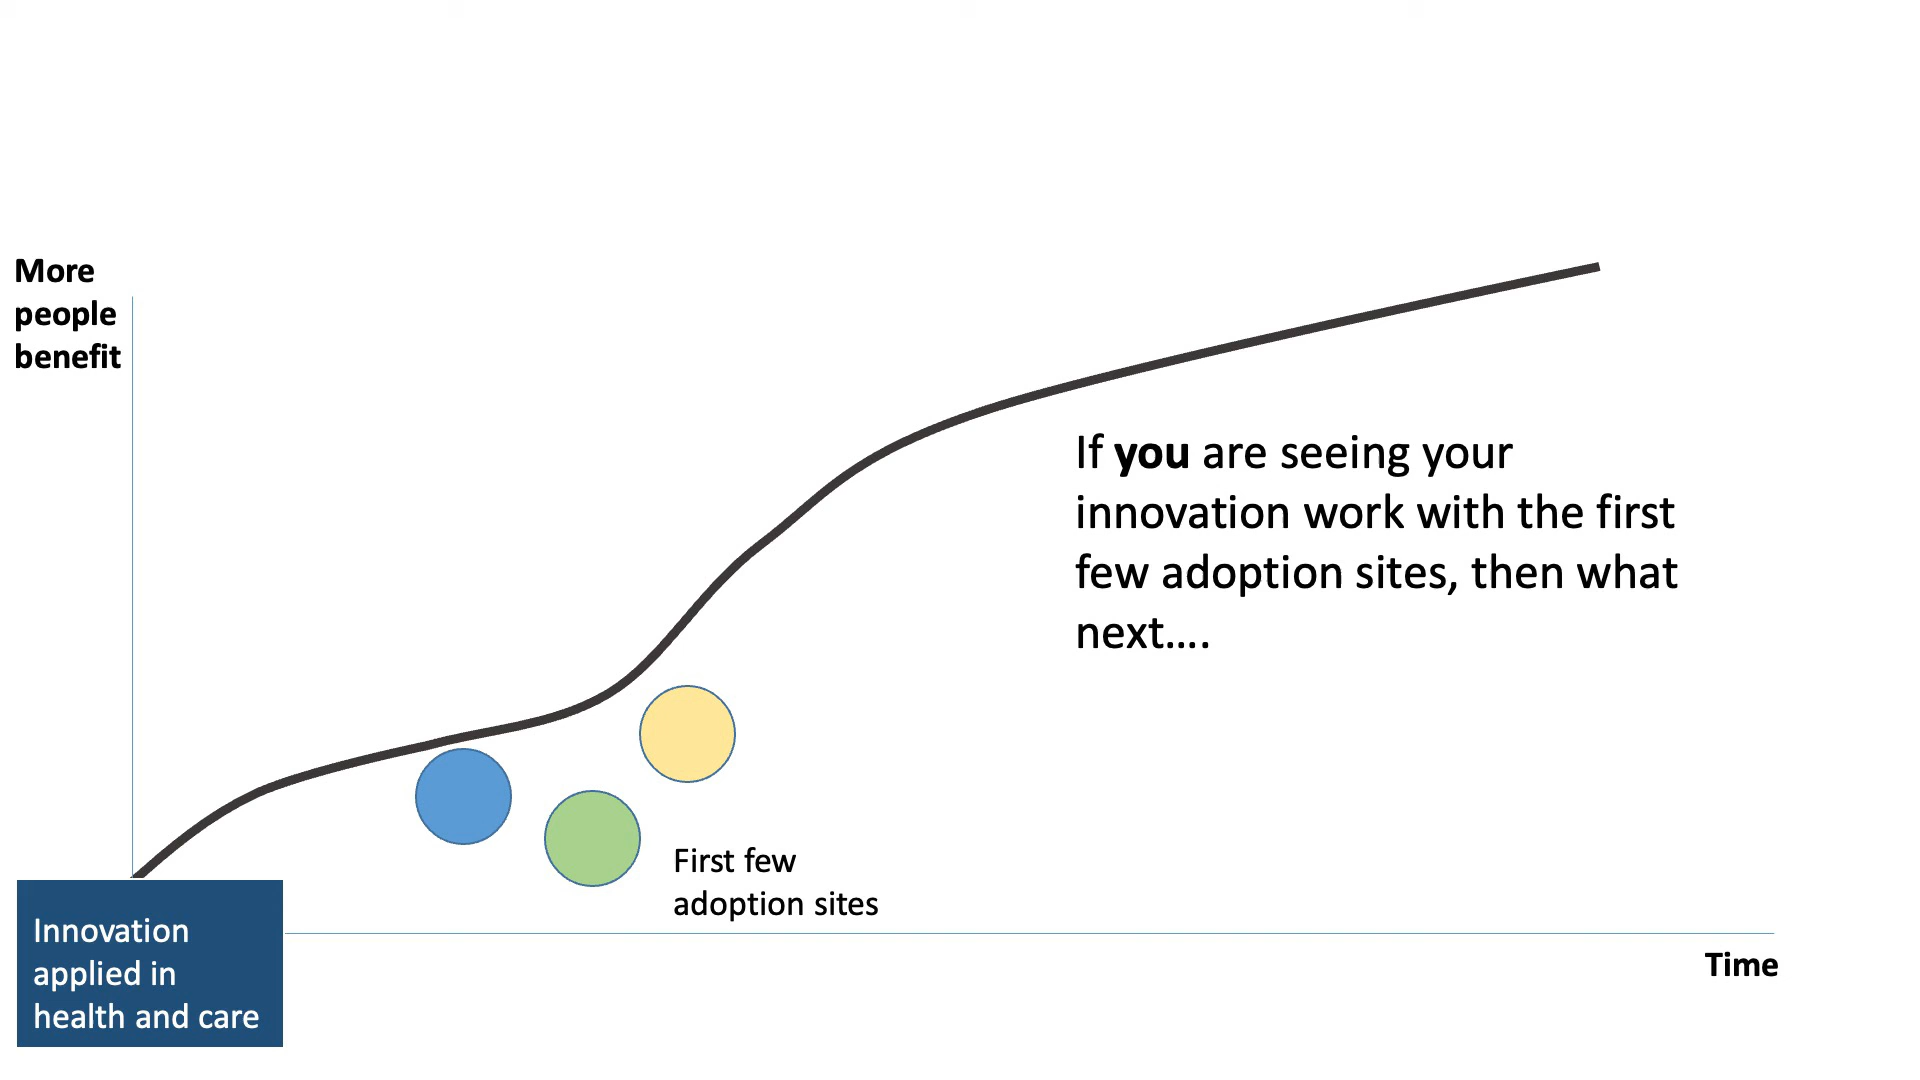 More
people
benefit
If you are seeing your
innovation work with the first
few adoption sites, then what
next....
First few
adoption sites
Innovation
applied in
health and care
Time